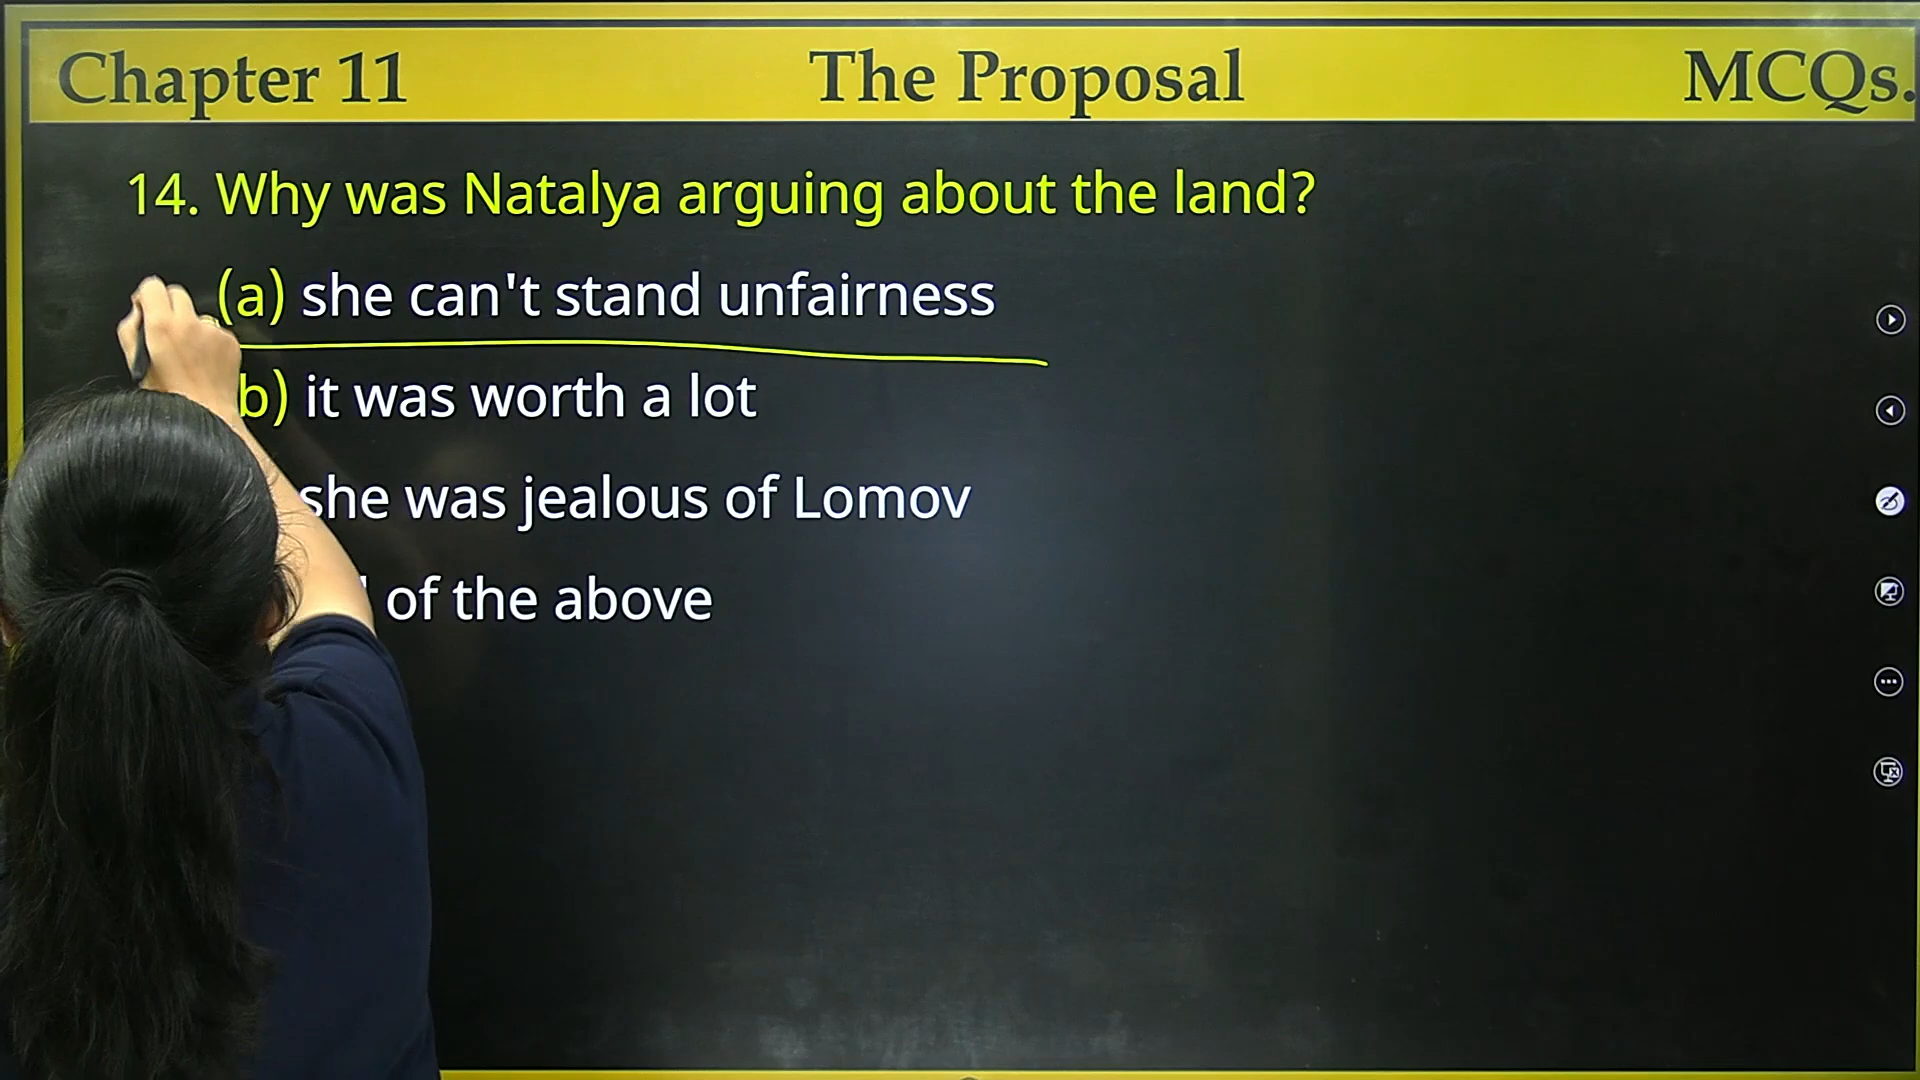 Chapter 11 The Proposal MCQs.
14. Why was Natalya arguing about the land?
(a) she can't stand unfairness
b) it was worth a lot
she was jealous of Lomov
of the above